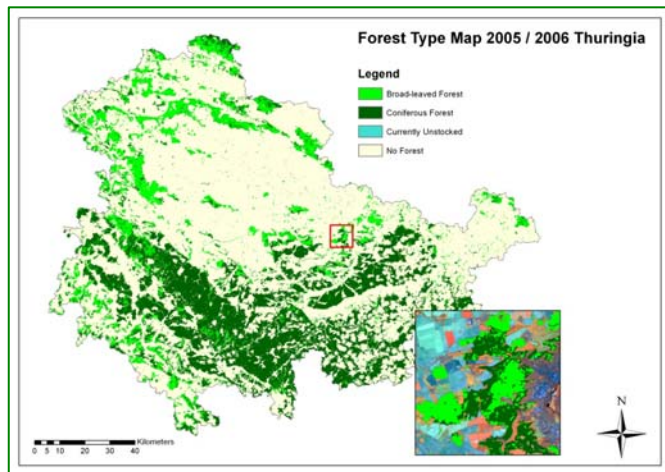 Forest Type Map 2005 / 2006 Thuringia
Legend
Broad-leaved Forest
Coniferous Forest
Currently Unstocked
No Forest
N
Kilometers
0 5 10 20 30 40